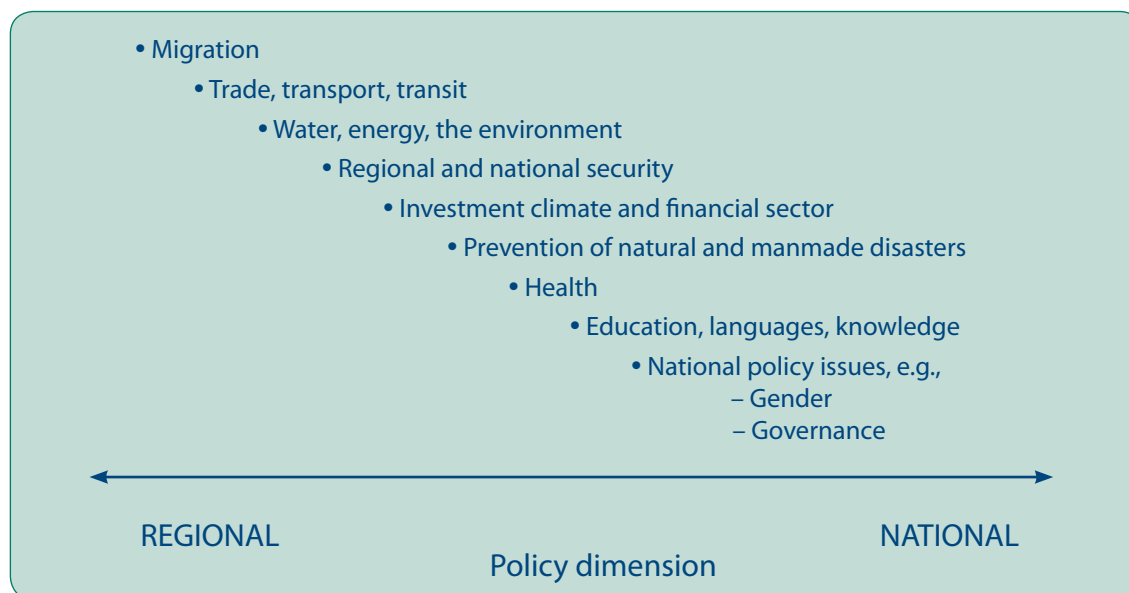 • Migration
• Trade, transport, transit
• Water, energy, the environment
• Regional and national security
• Investment climate and financial sector
• Prevention of natural and manmade disasters
• Health
• Education, languages, knowledge
• National policy issues, e.g.,
– Gender
– Governance
REGIONAL NATIONAL
Policy dimension